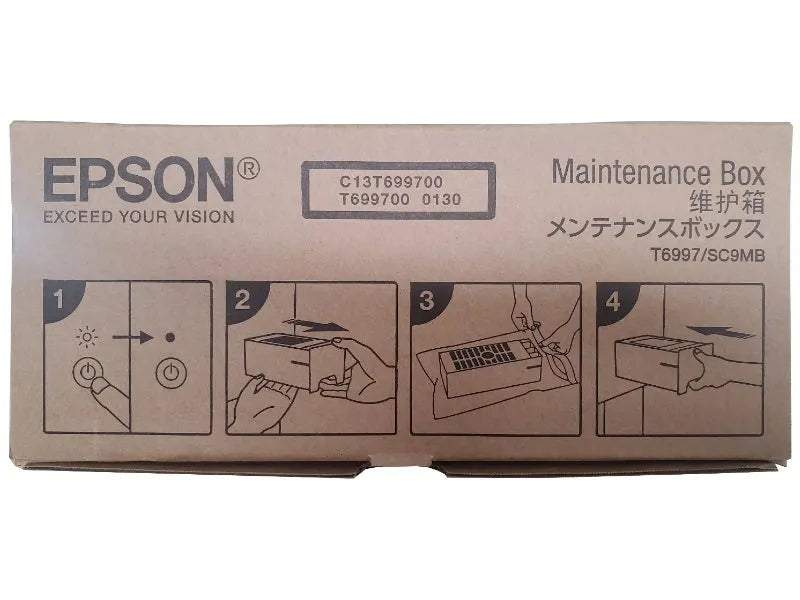 EPSON®
EXCEED YOUR VISION
C13T699700
T699700 0130
Maintenance Box
维护箱
メンテナンスボックス
T6997/SC9MB
1
2
3
4